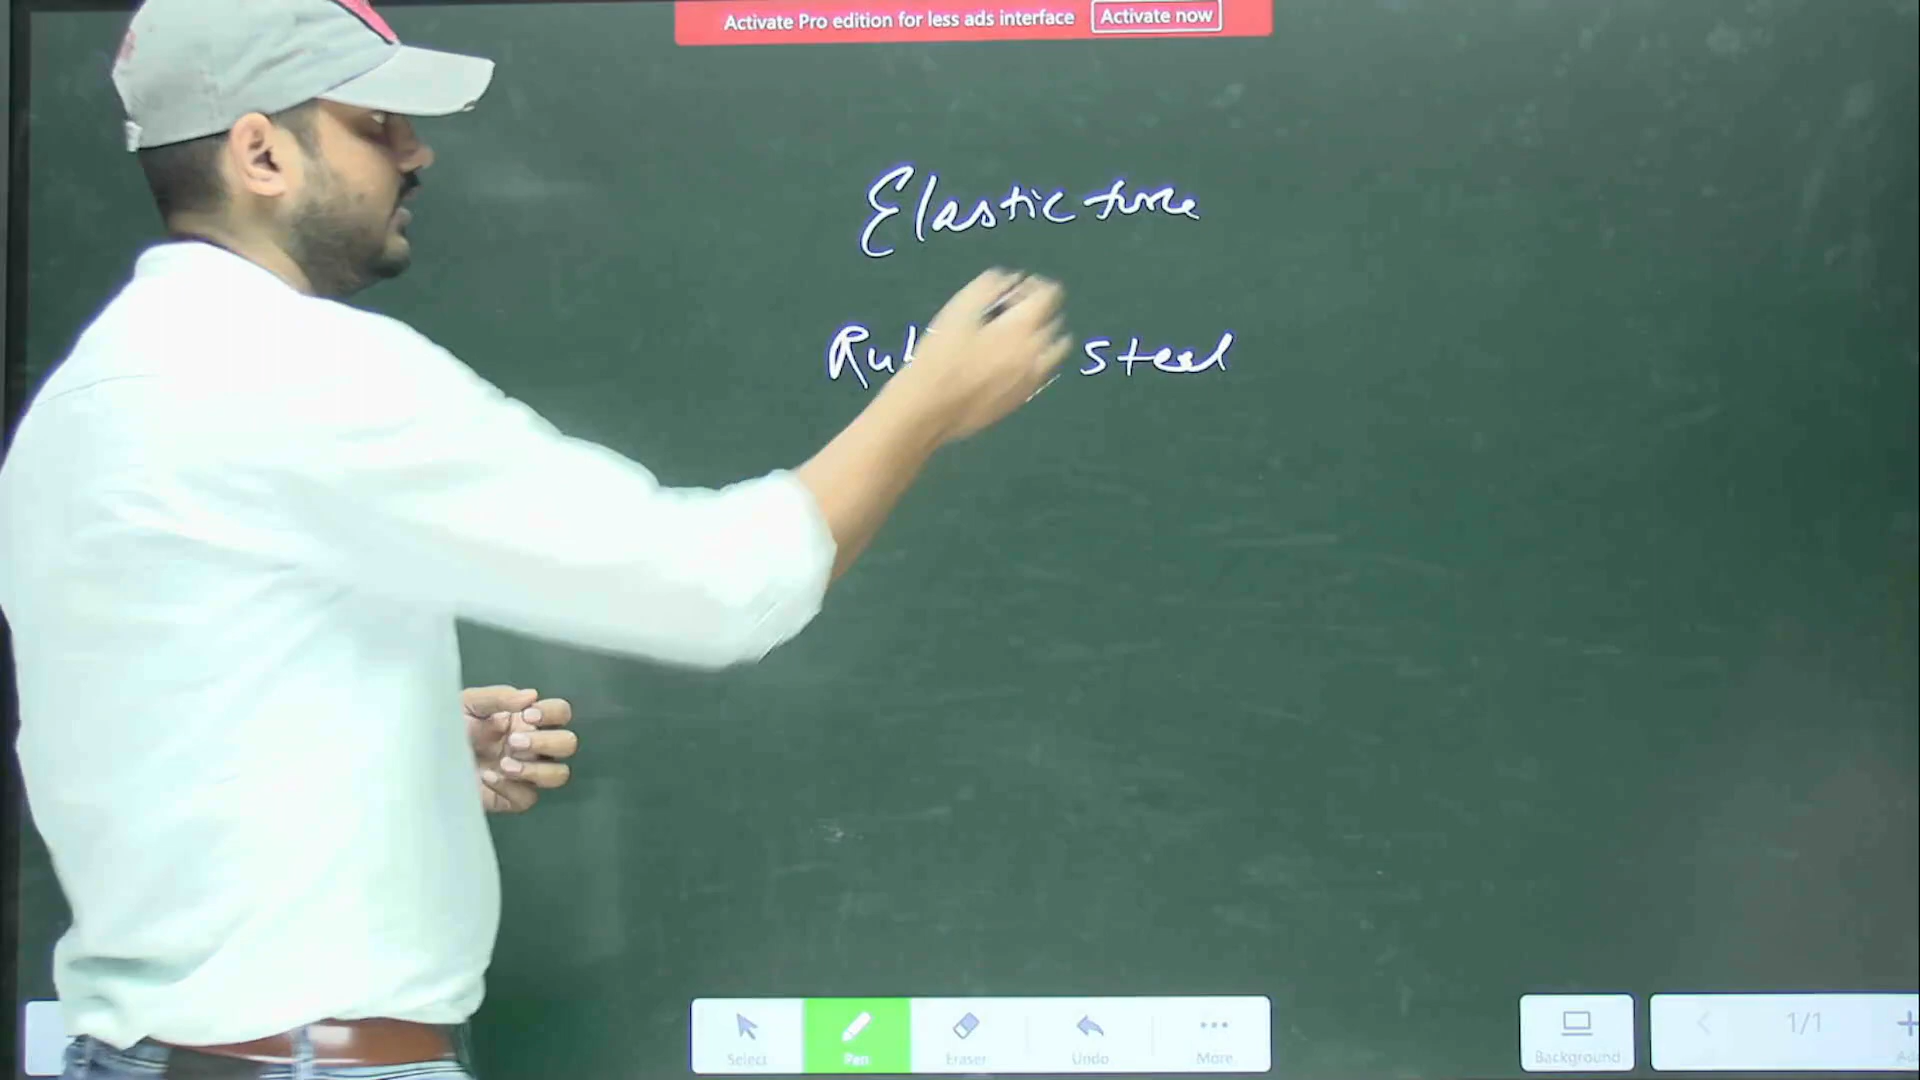 Activate Pro edition for less ads interface Activate now
Elastic force
steel
Select Pen Eraser Undo More
Background
1/1